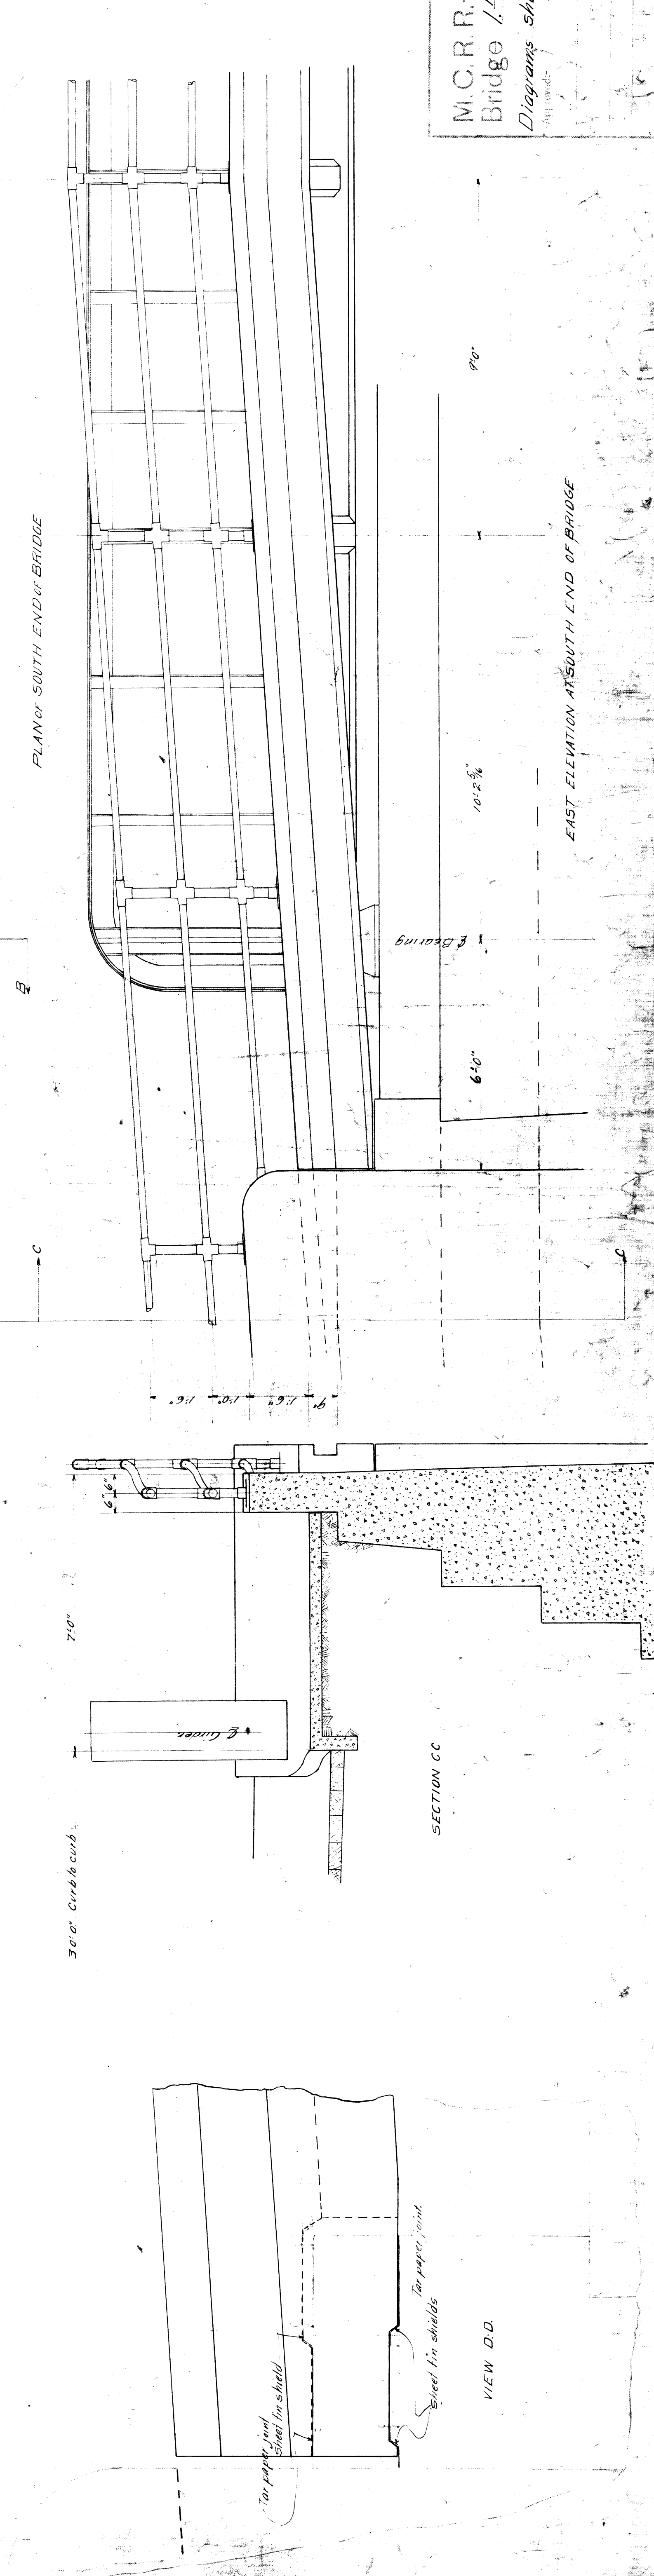 M.C.R.R.
Bridge
Diagrams
Approved:-
PLAN OF SOUTH END OF BRIDGE
9'-0"
EAST ELEVATION AT SOUTH END OF BRIDGE
10'-2 5/16"
℄ Bearing
B
6'-0"
C
C
1'-6"
1'-0"
1'-6"
9"
6"
6"
7'-0"
℄ Girder
SECTION CC
30'-0" Curb to curb
Tar paper joint.
Sheet tin shields
VIEW D.D.
Tar paper joint
Sheet tin shield